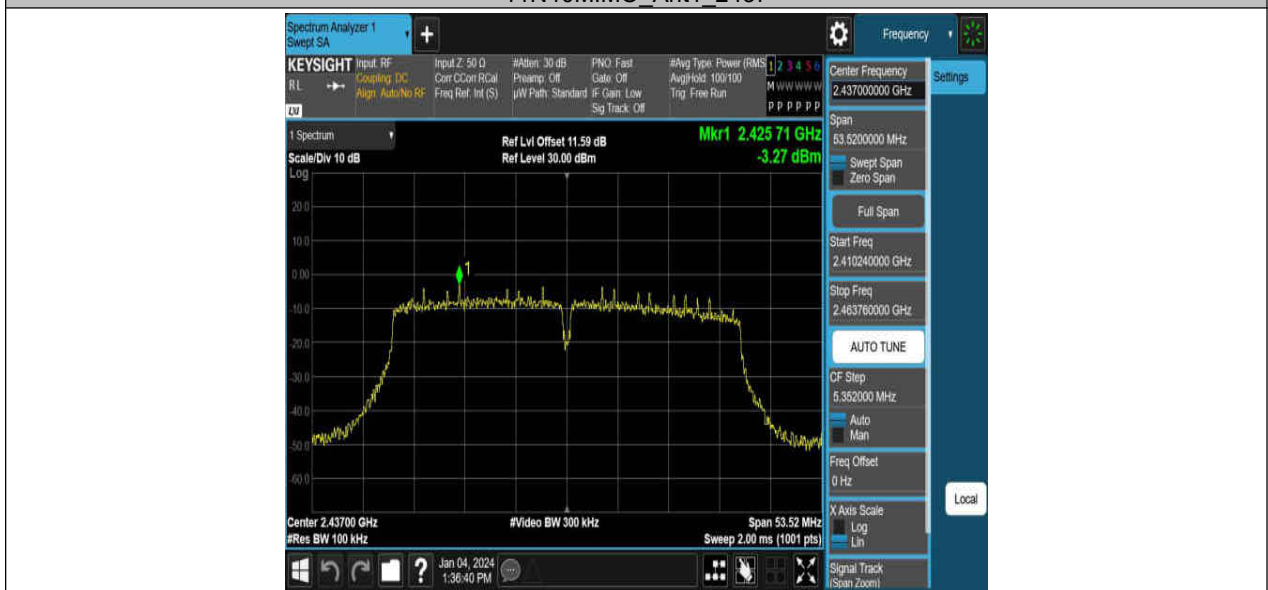 Spectrum Analyzer 1
Swept SA
+
Frequency
KEYSIGHT
RL
LXI
Input: RF
Coupling: DC
Align: Auto/No RF
Input Z: 50 Ω
Corr CCorr RCal
Freq Ref: Int (S)
#Atten: 30 dB
Preamp: Off
µW Path: Standard
PNO: Fast
Gate: Off
IF Gain: Low
Sig Track: Off
#Avg Type: Power (RMS
Avg|Hold: 100/100
Trig: Free Run
1 2 3 4 5 6
M W W W W W
P P P P P P
1 Spectrum
Scale/Div 10 dB
Log
Ref Lvl Offset 11.59 dB
Ref Level 30.00 dBm
Mkr1 2.425 71 GHz
-3.27 dBm
20.0
10.0
0.00
-10.0
-20.0
-30.0
-40.0
-50.0
-60.0
1
Center 2.43700 GHz
#Res BW 100 kHz
#Video BW 300 kHz
Span 53.52 MHz
Sweep 2.00 ms (1001 pts)
?
Jan 04, 2024
1:36:40 PM
Center Frequency
2.437000000 GHz
Settings
Span
53.5200000 MHz
Swept Span
Zero Span
Full Span
Start Freq
2.410240000 GHz
Stop Freq
2.463760000 GHz
AUTO TUNE
CF Step
5.352000 MHz
Auto
Man
Freq Offset
0 Hz
X Axis Scale
Log
Lin
Local
Signal Track
(Span Zoom)